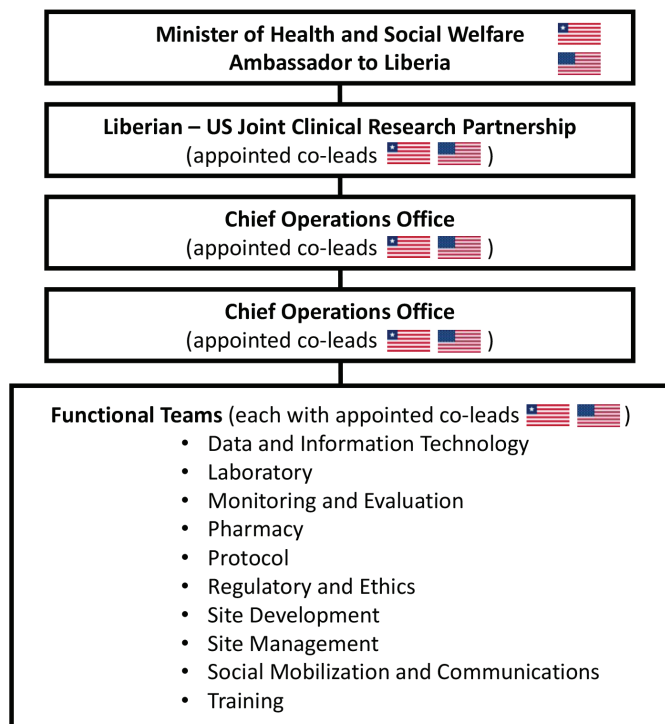 Minister of Health and Social Welfare
Ambassador to Liberia
Liberian – US Joint Clinical Research Partnership
(appointed co-leads )
Chief Operations Office
(appointed co-leads )
Chief Operations Office
(appointed co-leads )
Functional Teams (each with appointed co-leads )
• Data and Information Technology
• Laboratory
• Monitoring and Evaluation
• Pharmacy
• Protocol
• Regulatory and Ethics
• Site Development
• Site Management
• Social Mobilization and Communications
• Training